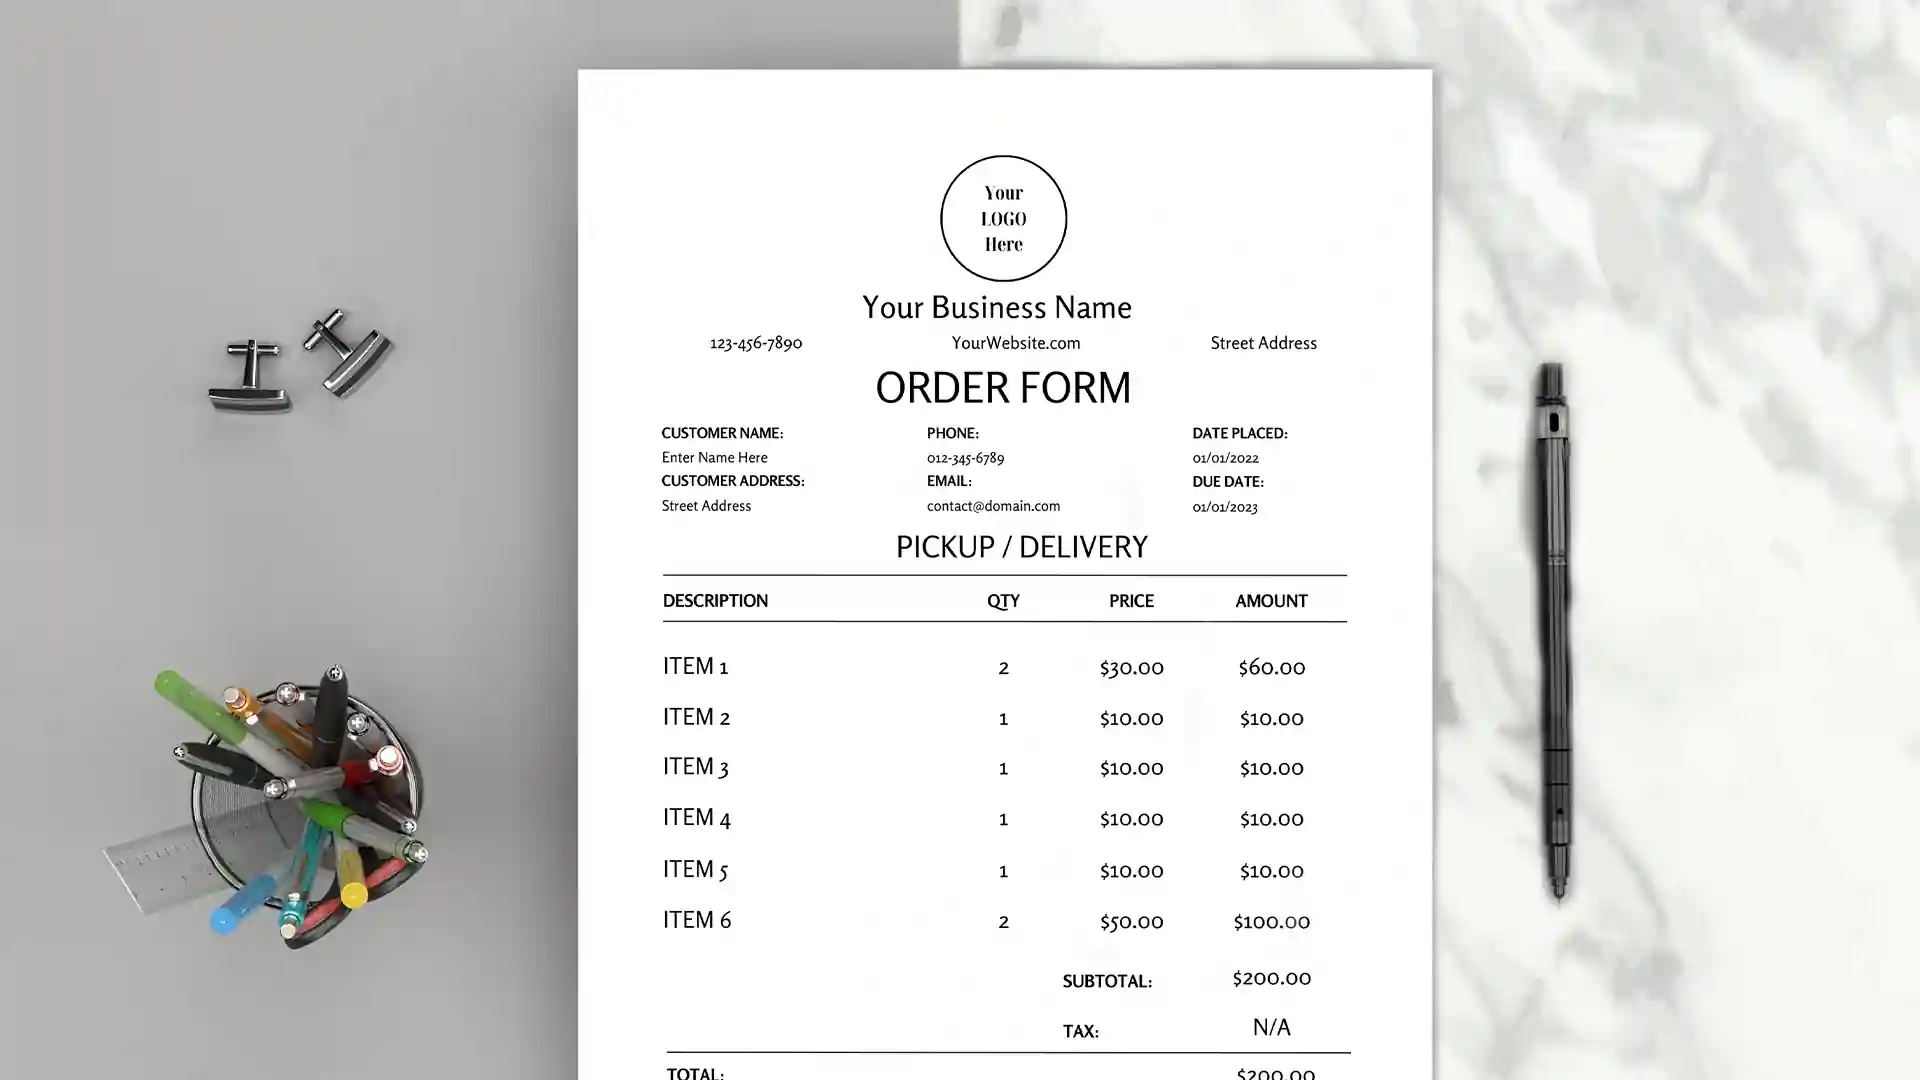 Your
LOGO
Here
Your Business Name
123-456-7890 YourWebsite.com Street Address
ORDER FORM
CUSTOMER NAME: PHONE: DATE PLACED:
Enter Name Here 012-345-6789 01/01/2022
CUSTOMER ADDRESS: EMAIL: DUE DATE:
Street Address contact@domain.com 01/01/2023
PICKUP / DELIVERY
DESCRIPTION QTY PRICE AMOUNT
ITEM 1 2 $30.00 $60.00
ITEM 2 1 $10.00 $10.00
ITEM 3 1 $10.00 $10.00
ITEM 4 1 $10.00 $10.00
ITEM 5 1 $10.00 $10.00
ITEM 6 2 $50.00 $100.00
SUBTOTAL: $200.00
TAX: N/A
TOTAL: $200.00